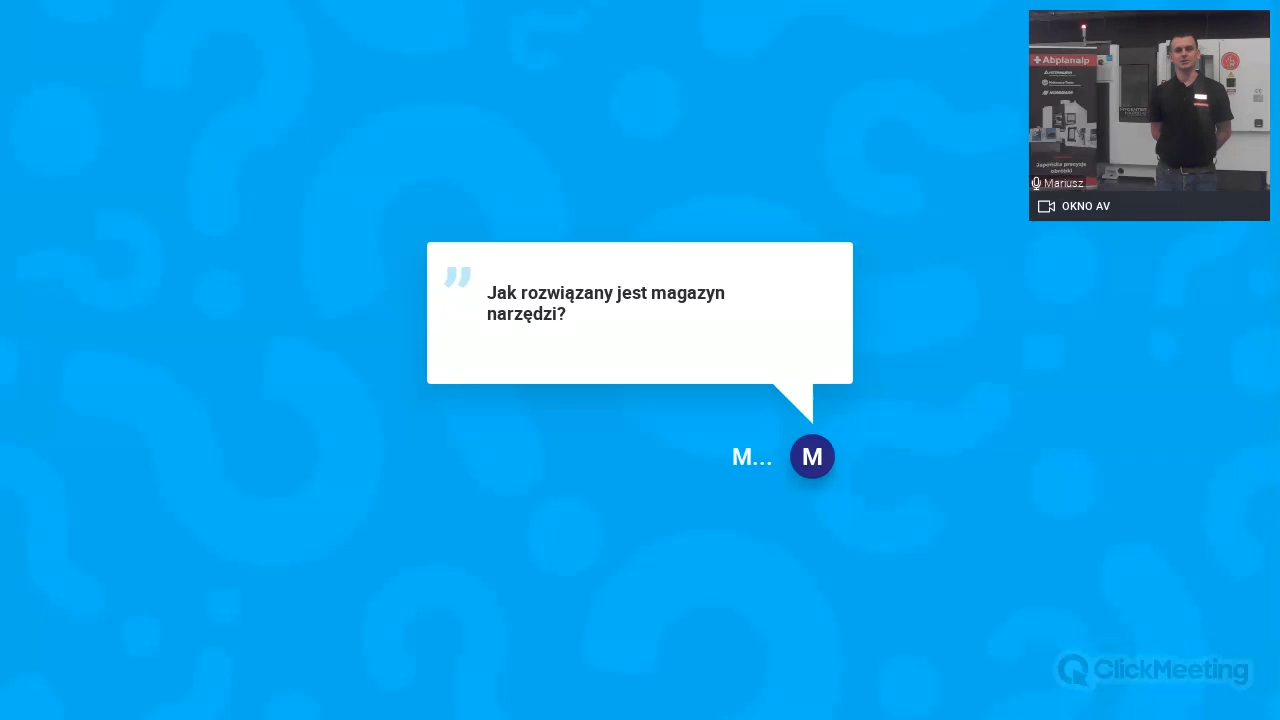 Abplanalp
Japońska precyzja
obróbki
Mariusz
OKNO AV
”
Jak rozwiązany jest magazyn
narzędzi?
M...
M
ClickMeeting